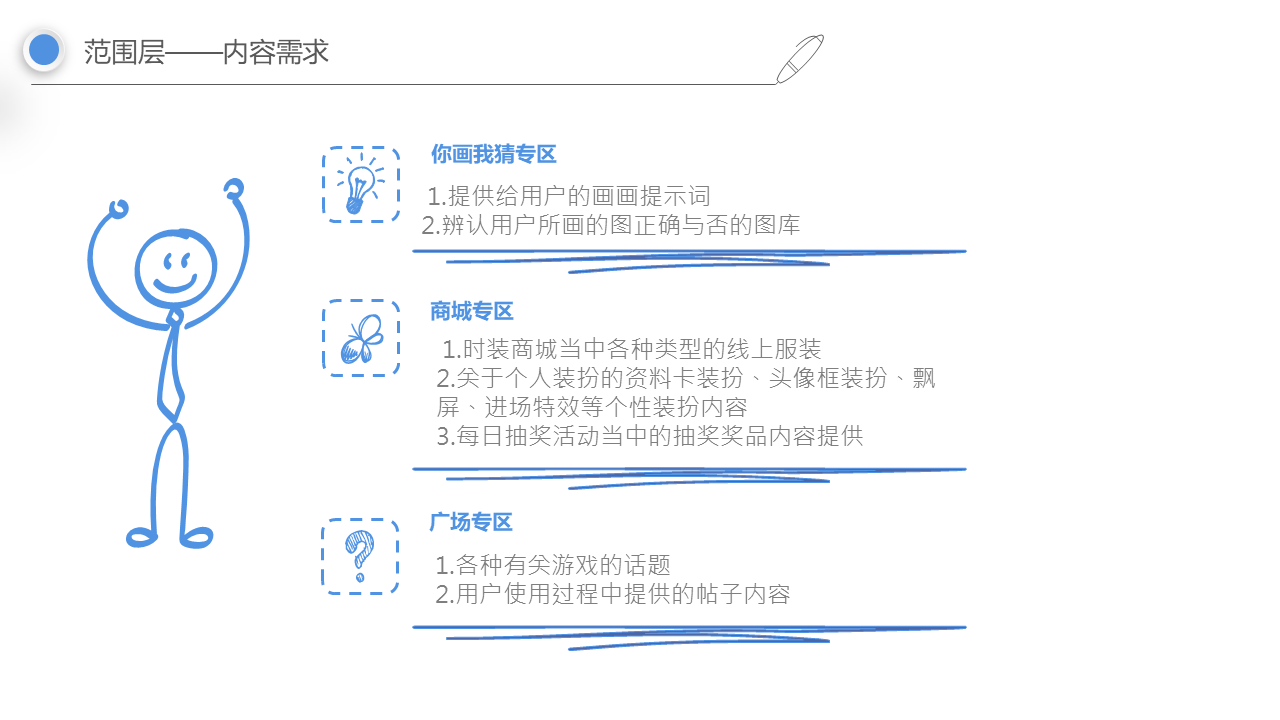 范围层——内容需求
你画我猜专区
1.提供给用户的画画提示词
2.辨认用户所画的图正确与否的图库
商城专区
1.时装商城当中各种类型的线上服装
2.关于个人装扮的资料卡装扮、头像框装扮、飘
屏、进场特效等个性装扮内容
3.每日抽奖活动当中的抽奖奖品内容提供
广场专区
1.各种有关游戏的话题
2.用户使用过程中提供的帖子内容